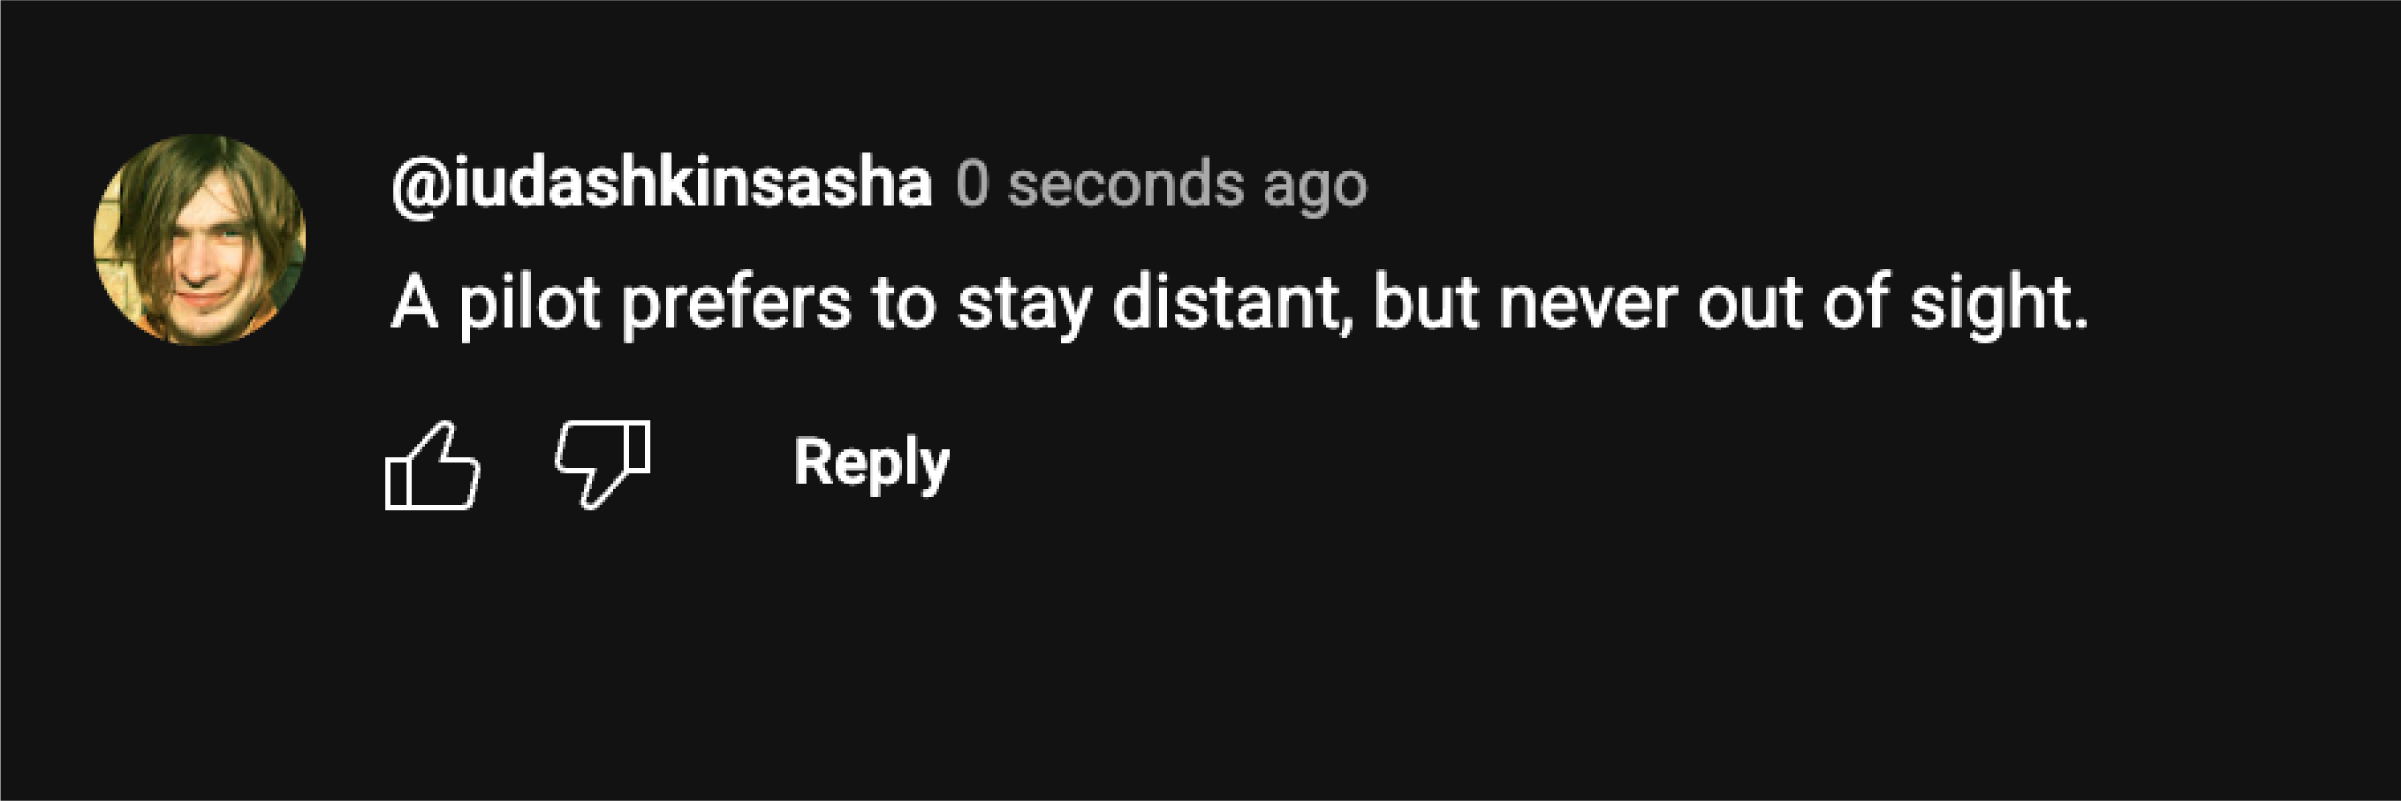 @iudashkinsasha 0 seconds ago
A pilot prefers to stay distant, but never out of sight.
Reply